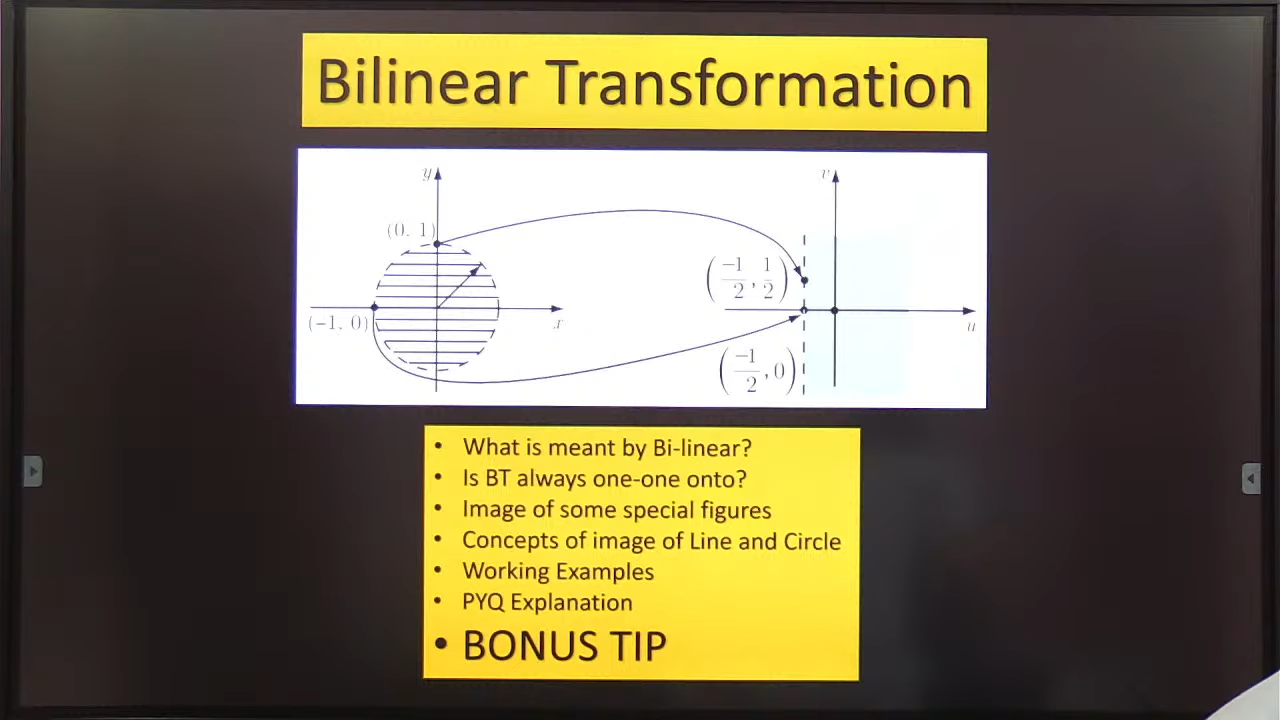 Bilinear Transformation
y
(0, 1)
(-1, 0)
x
v
(-1/2, 1/2)
(-1/2, 0)
u
• What is meant by Bi-linear?
• Is BT always one-one onto?
• Image of some special figures
• Concepts of image of Line and Circle
• Working Examples
• PYQ Explanation
• BONUS TIP